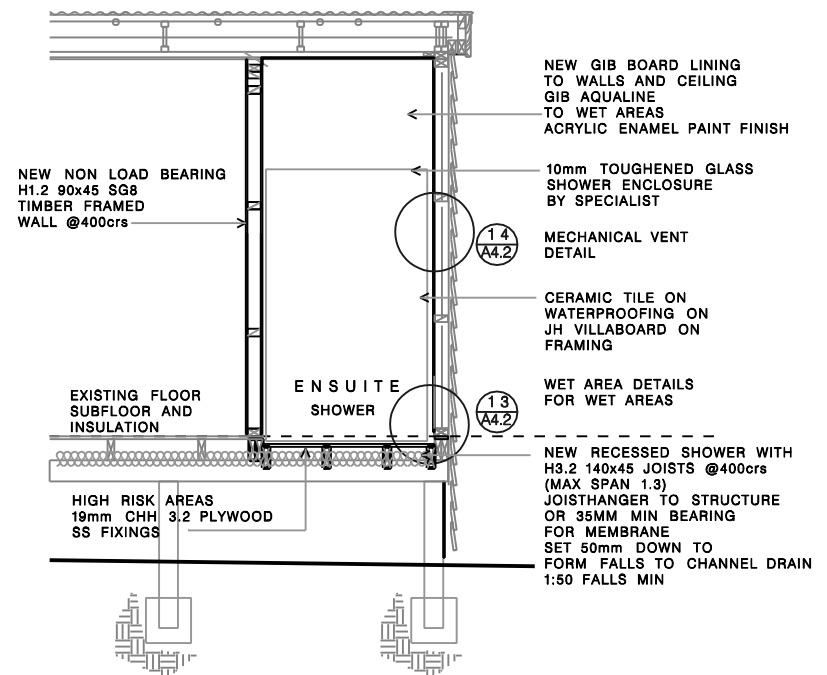 NEW GIB BOARD LINING
TO WALLS AND CEILING
GIB AQUALINE
TO WET AREAS
ACRYLIC ENAMEL PAINT FINISH
10mm TOUGHENED GLASS
SHOWER ENCLOSURE
BY SPECIALIST
NEW NON LOAD BEARING
H1.2 90x45 SG8
TIMBER FRAMED
WALL @400crs
14
A4.2
MECHANICAL VENT
DETAIL
CERAMIC TILE ON
WATERPROOFING ON
JH VILLABOARD ON
FRAMING
ENSUITE
SHOWER
13
A4.2
WET AREA DETAILS
FOR WET AREAS
EXISTING FLOOR
SUBFLOOR AND
INSULATION
NEW RECESSED SHOWER WITH
H3.2 140x45 JOISTS @400crs
(MAX SPAN 1.3)
JOISTHANGER TO STRUCTURE
OR 35MM MIN BEARING
FOR MEMBRANE
SET 50mm DOWN TO
FORM FALLS TO CHANNEL DRAIN
1:50 FALLS MIN
HIGH RISK AREAS
19mm CHH 3.2 PLYWOOD
SS FIXINGS